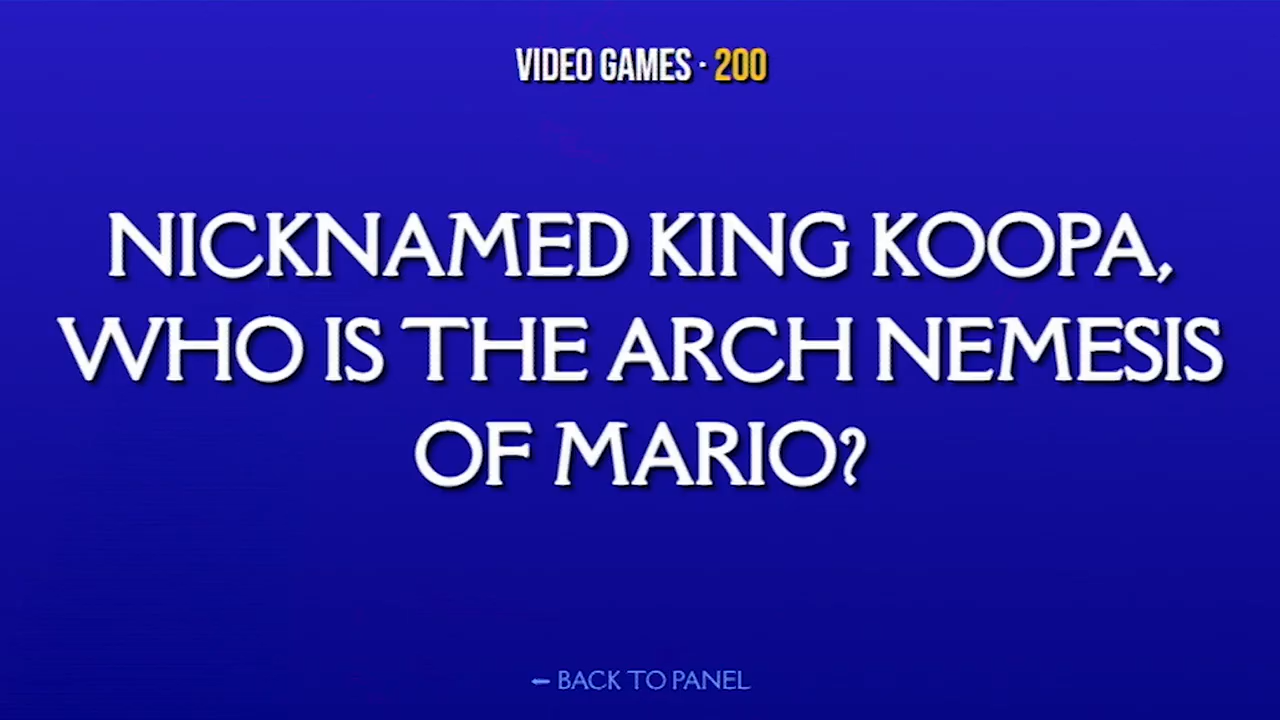 VIDEO GAMES · 200
NICKNAMED KING KOOPA,
WHO IS THE ARCH NEMESIS
OF MARIO?
← BACK TO PANEL